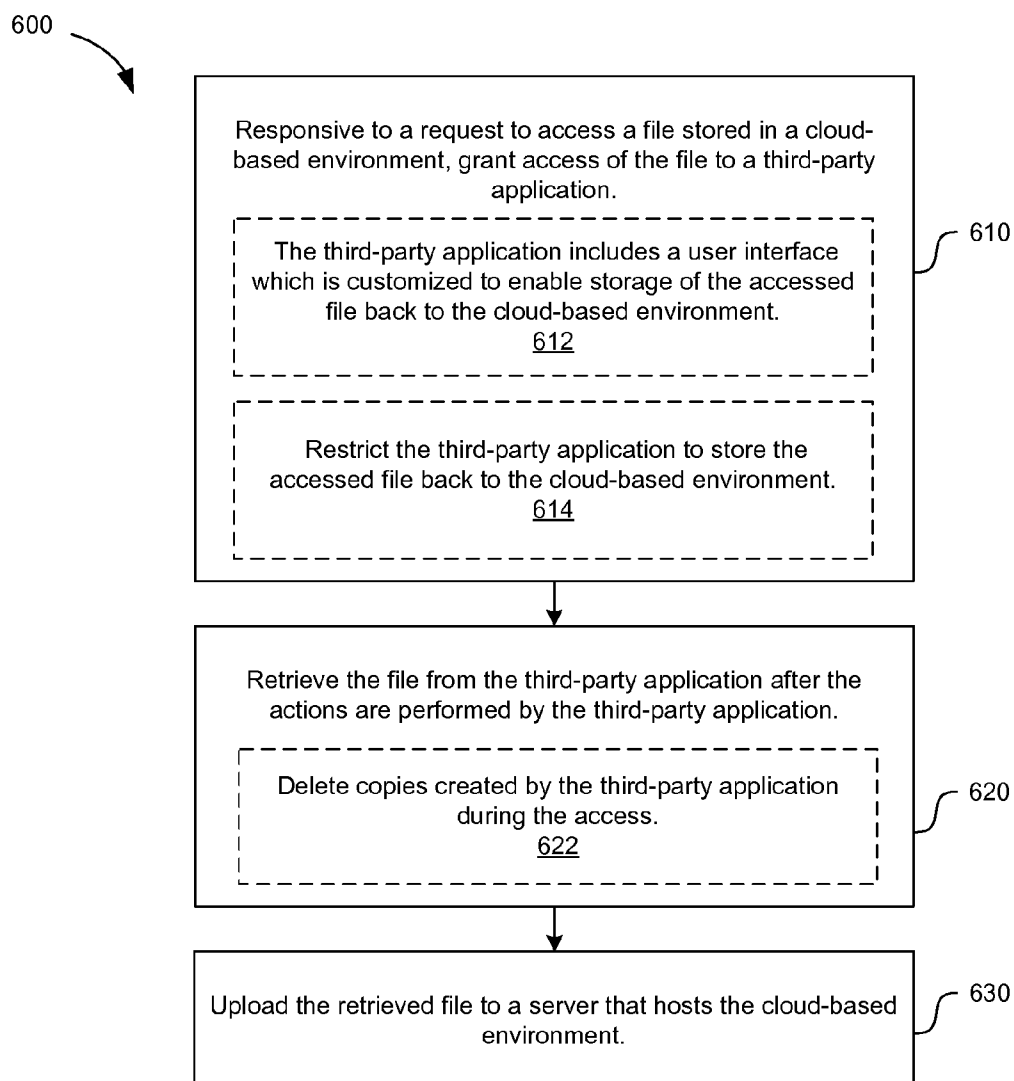 600
Responsive to a request to access a file stored in a cloud-
based environment, grant access of the file to a third-party
application.
The third-party application includes a user interface
which is customized to enable storage of the accessed
file back to the cloud-based environment.
612
610
Restrict the third-party application to store the
accessed file back to the cloud-based environment.
614
Retrieve the file from the third-party application after the
actions are performed by the third-party application.
Delete copies created by the third-party application
during the access.
622
620
Upload the retrieved file to a server that hosts the cloud-based
environment.
630